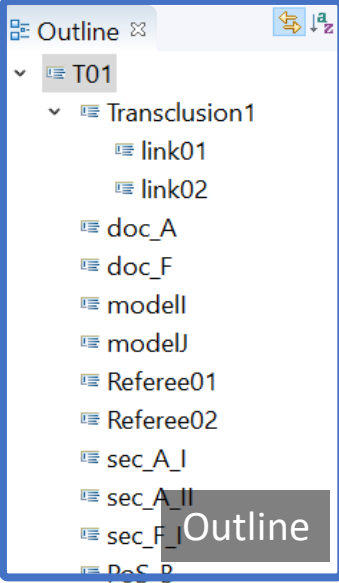 Outline
T01
Transclusion1
link01
link02
doc_A
doc_F
modelI
modelJ
Referee01
Referee02
sec_A_I
sec_A_II
sec_F_I
Outline